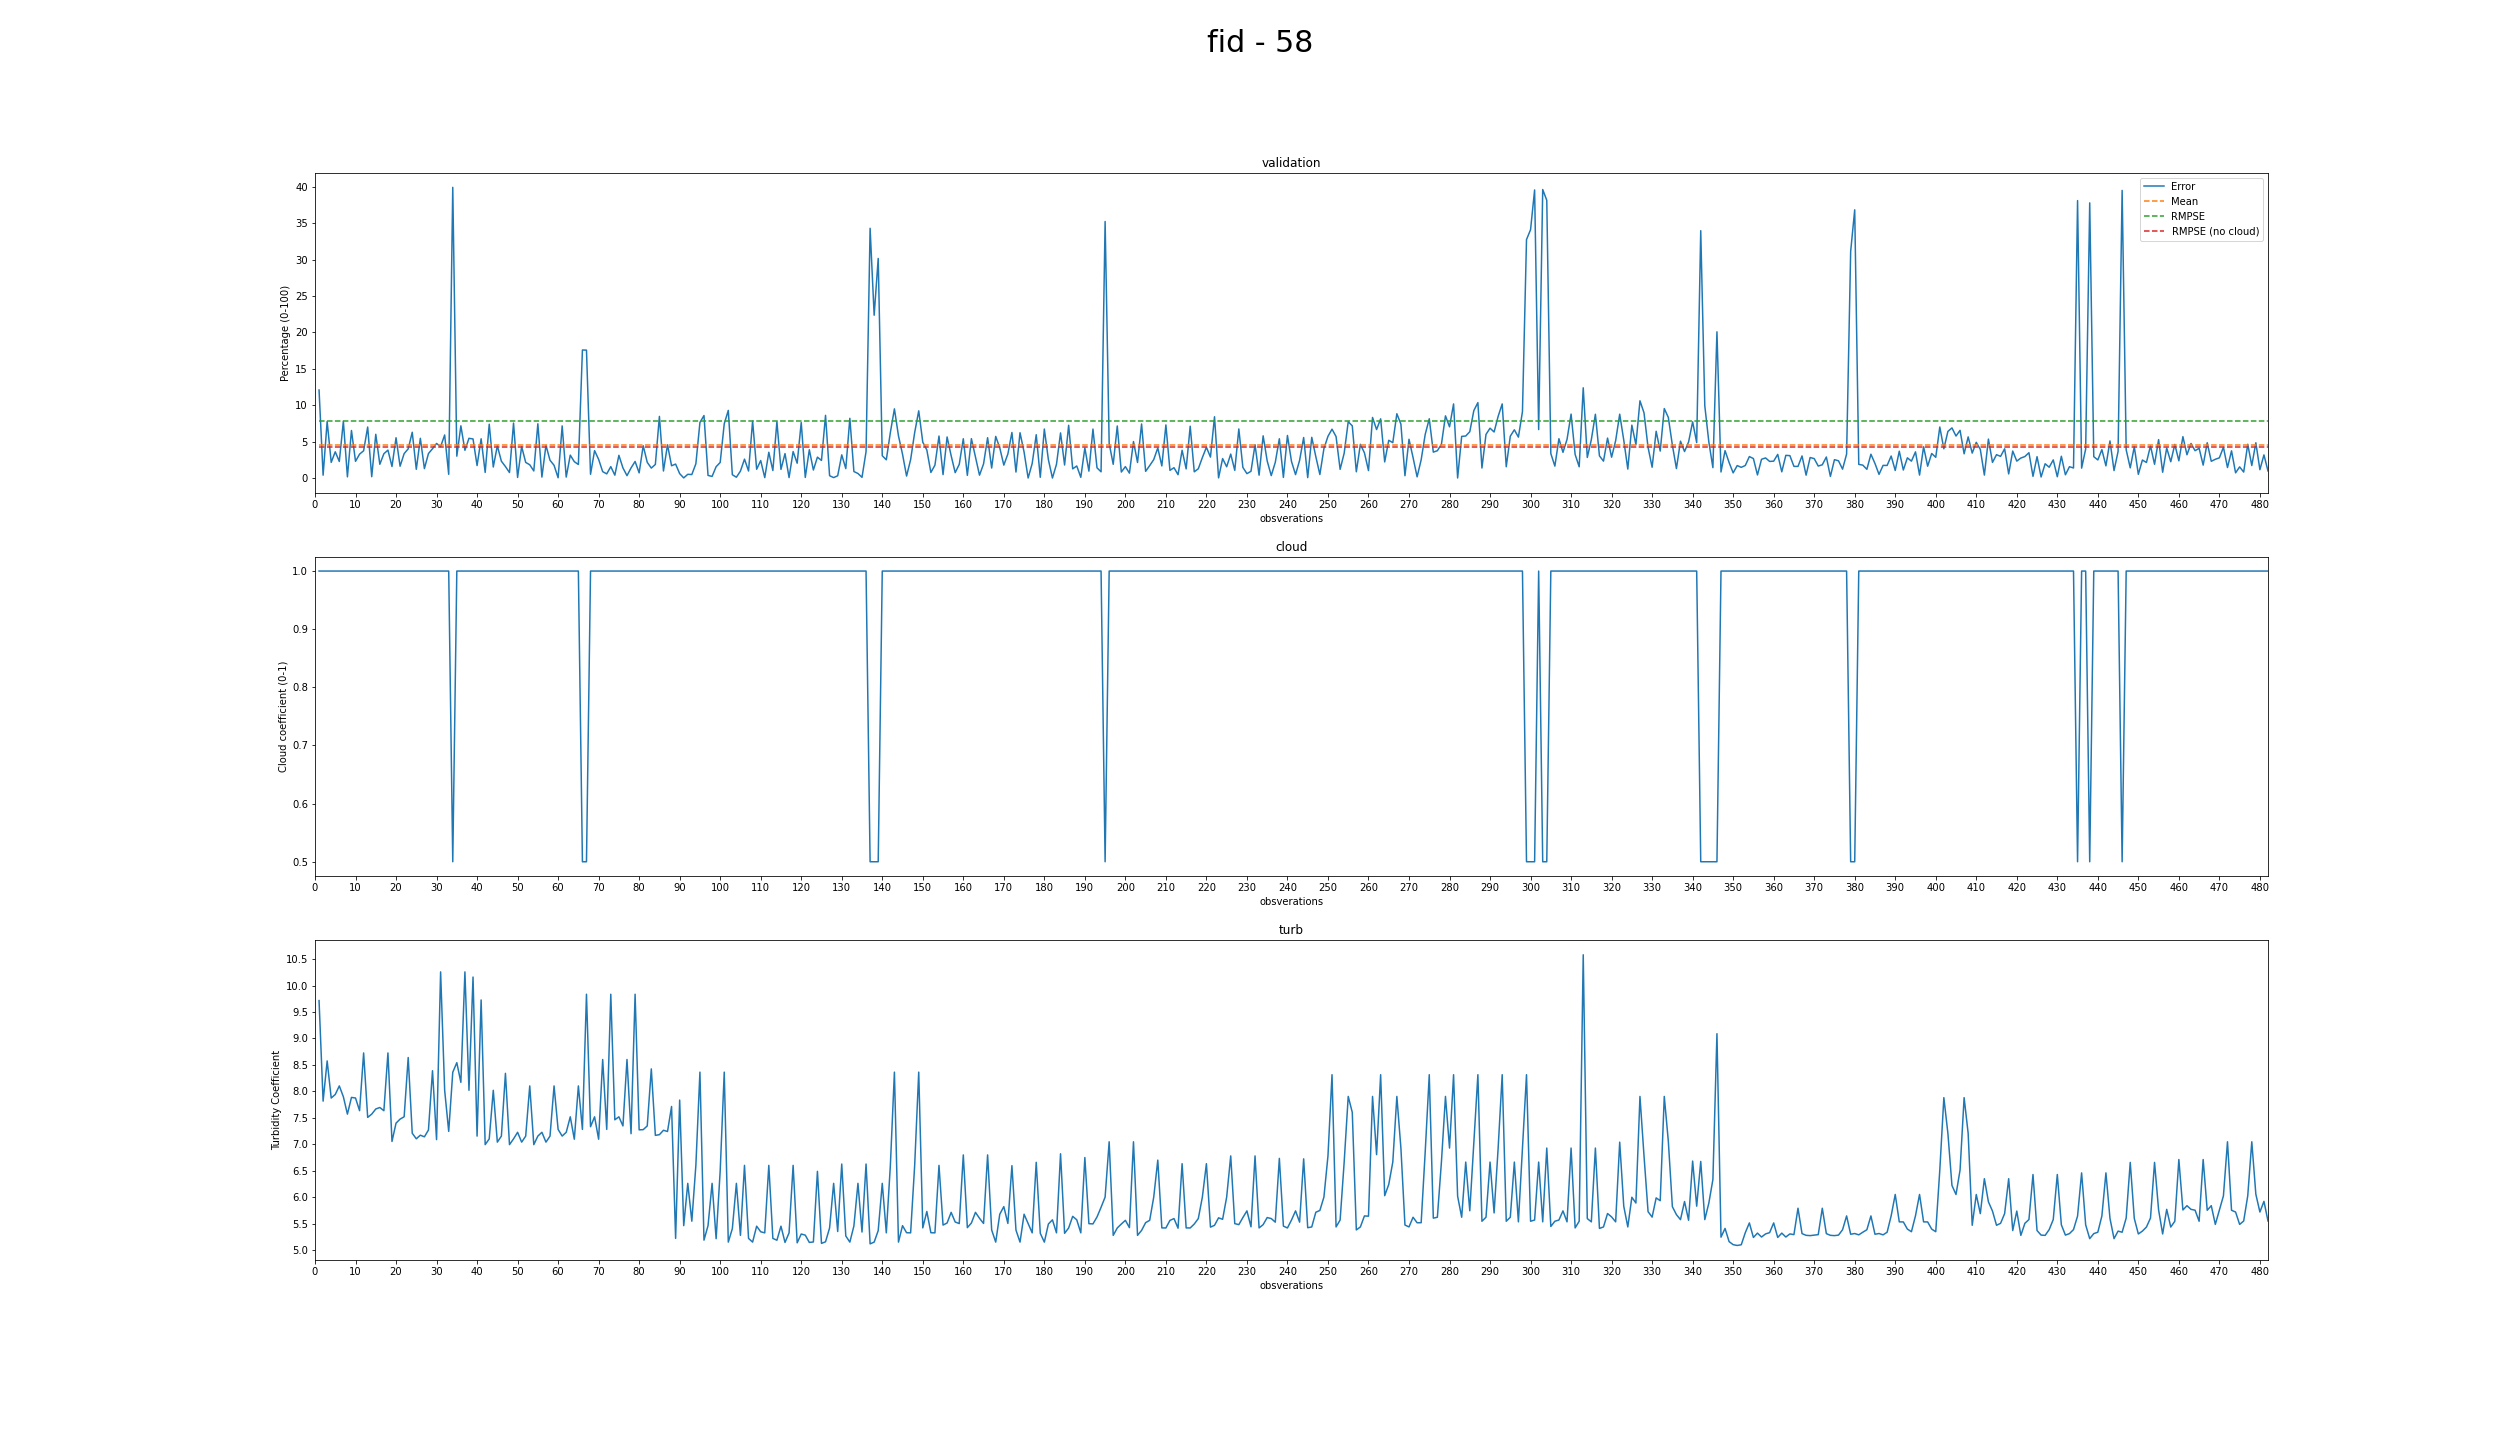 fid - 58
validation
Percentage (0-100)
40
35
30
25
20
15
10
5
0
Error
Mean
RMPSE
RMPSE (no cloud)
0 10 20 30 40 50 60 70 80 90 100 110 120 130 140 150 160 170 180 190 200 210 220 230 240 250 260 270 280 290 300 310 320 330 340 350 360 370 380 390 400 410 420 430 440 450 460 470 480
obsverations
cloud
Cloud coefficient (0-1)
1.0
0.9
0.8
0.7
0.6
0.5
0 10 20 30 40 50 60 70 80 90 100 110 120 130 140 150 160 170 180 190 200 210 220 230 240 250 260 270 280 290 300 310 320 330 340 350 360 370 380 390 400 410 420 430 440 450 460 470 480
obsverations
turb
Turbidity Coefficient
10.5
10.0
9.5
9.0
8.5
8.0
7.5
7.0
6.5
6.0
5.5
5.0
0 10 20 30 40 50 60 70 80 90 100 110 120 130 140 150 160 170 180 190 200 210 220 230 240 250 260 270 280 290 300 310 320 330 340 350 360 370 380 390 400 410 420 430 440 450 460 470 480
obsverations